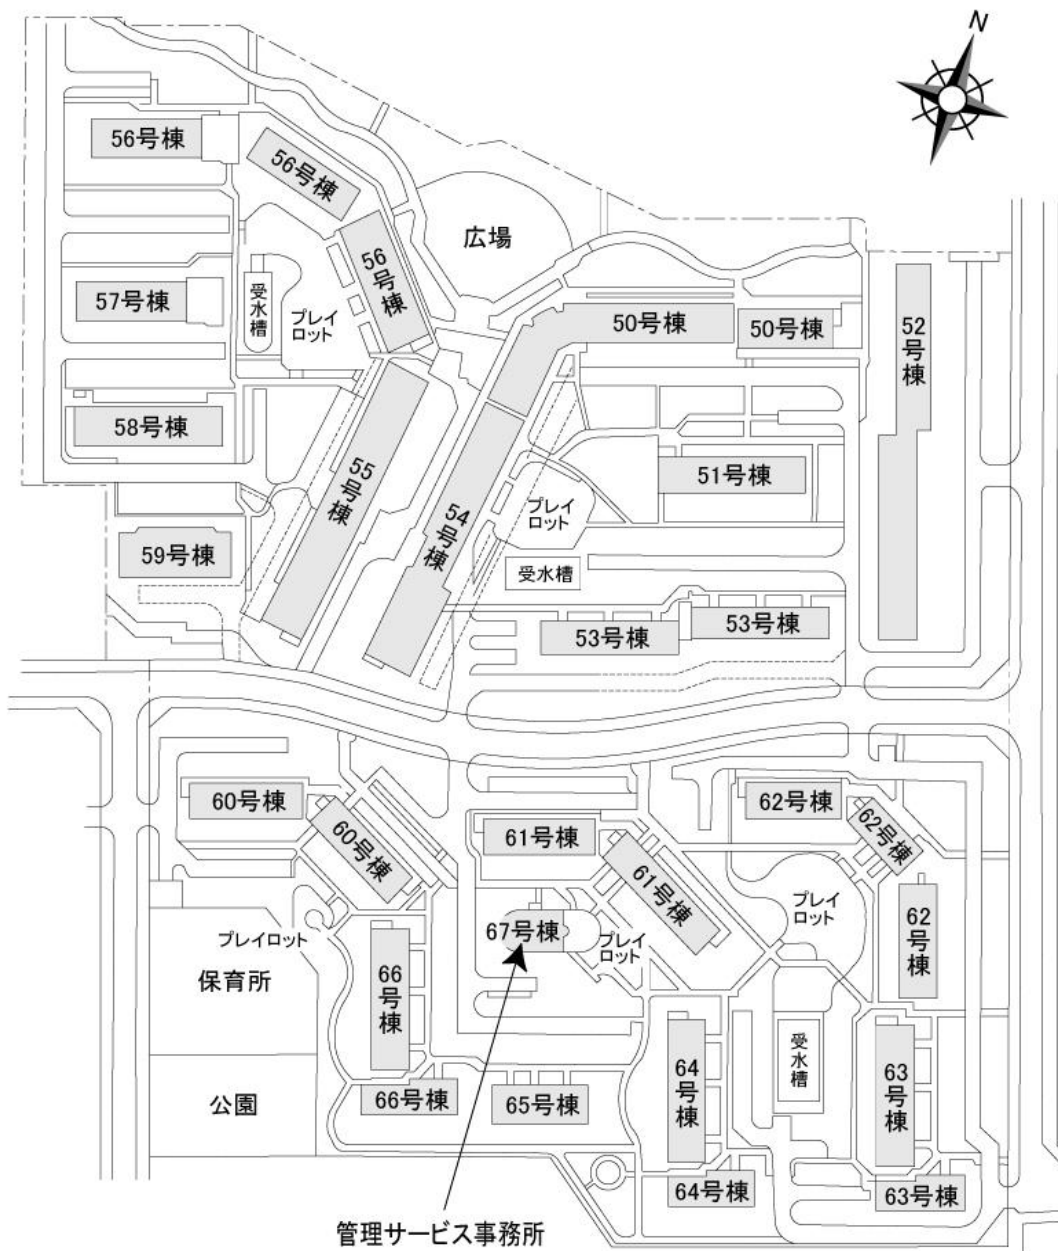 N
56号棟
56号棟
56号棟
広場
57号棟
受水槽
プレイ
ロット
50号棟
50号棟
52号棟
58号棟
55号棟
54号棟
51号棟
プレイ
ロット
59号棟
受水槽
53号棟
53号棟
60号棟
60号棟
61号棟
61号棟
62号棟
62号棟
プレイ
ロット
62号棟
プレイロット
67号棟
プレイ
ロット
保育所
66号棟
64号棟
受水槽
63号棟
公園
66号棟
65号棟
64号棟
63号棟
管理サービス事務所